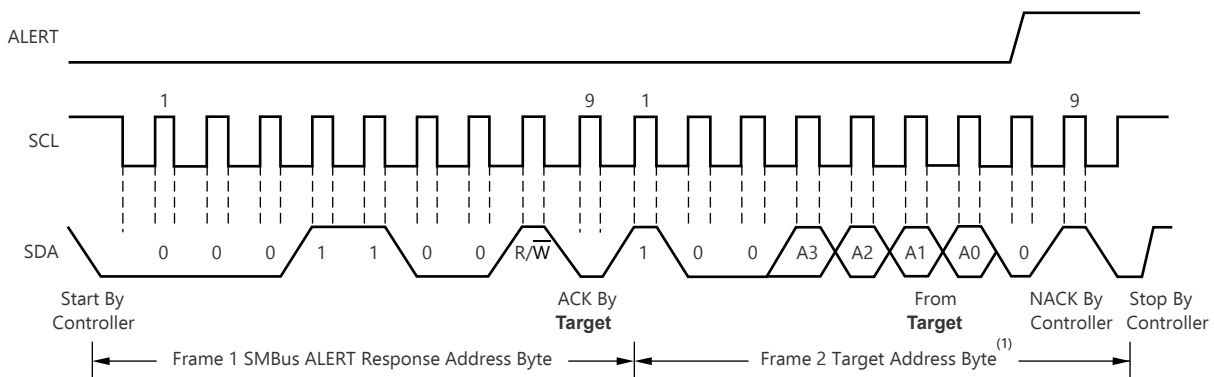 ALERT
1 9 1 9
SCL
SDA
0 0 0 1 1 0 0 R/W̅ 1 0 0 A3 A2 A1 A0 0
Start By
Controller
ACK By
Target
From
Target
NACK By
Controller
Stop By
Controller
Frame 1 SMBus ALERT Response Address Byte
Frame 2 Target Address Byte(1)